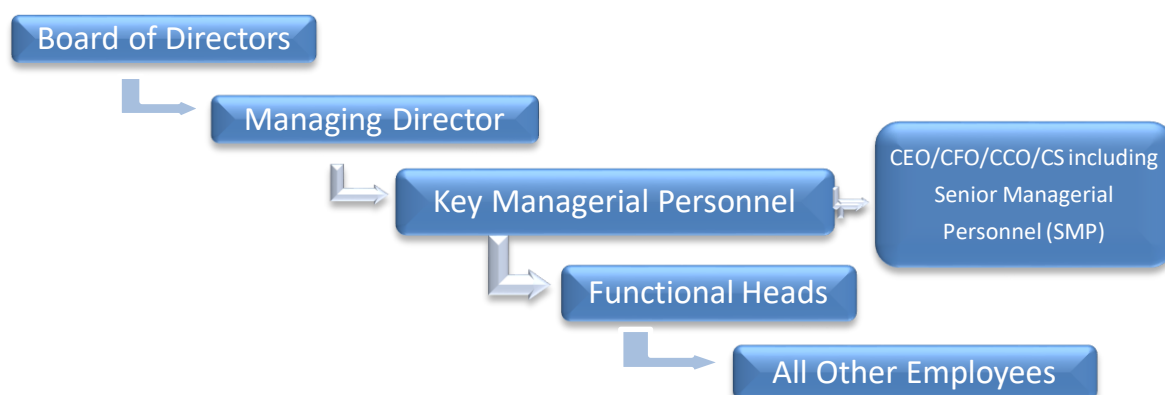 Board of Directors
Managing Director
CEO/CFO/CCO/CS including
Senior Managerial
Personnel (SMP)
Key Managerial Personnel
Functional Heads
All Other Employees